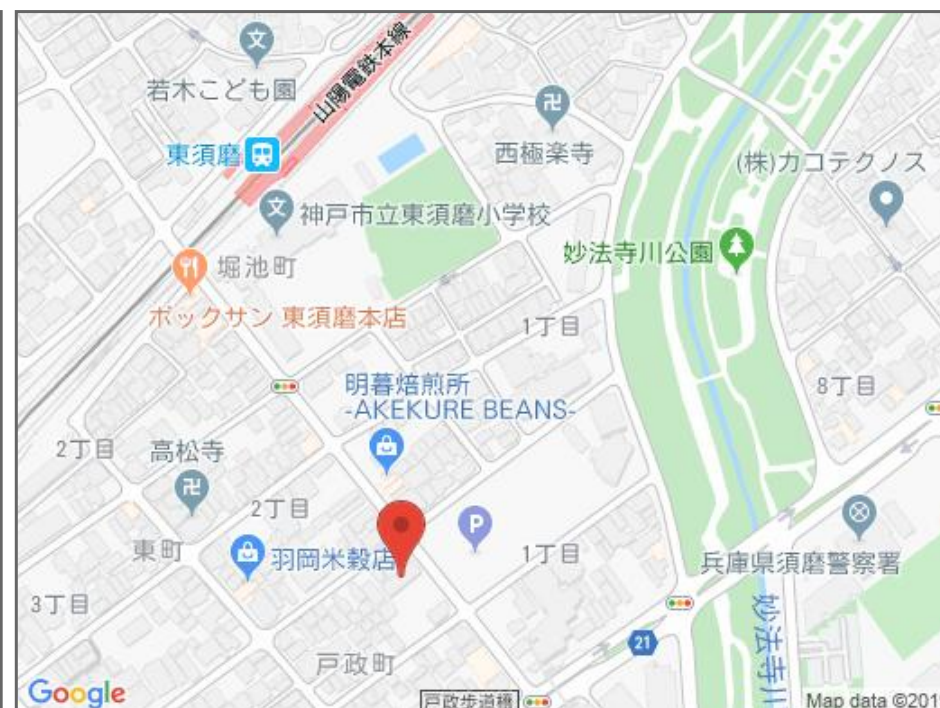 若木こども園
山陽電鉄本線
東須磨
西極楽寺
(株)カコテクノス
神戸市立東須磨小学校
妙法寺川公園
堀池町
ボックサン 東須磨本店
1丁目
明暮焙煎所
-AKEKURE BEANS-
8丁目
2丁目
高松寺
2丁目
P
東町
羽岡米穀店
1丁目
兵庫県須磨警察署
3丁目
妙法寺川
21
戸政町
Google
戸政歩道橋
Map data ©201